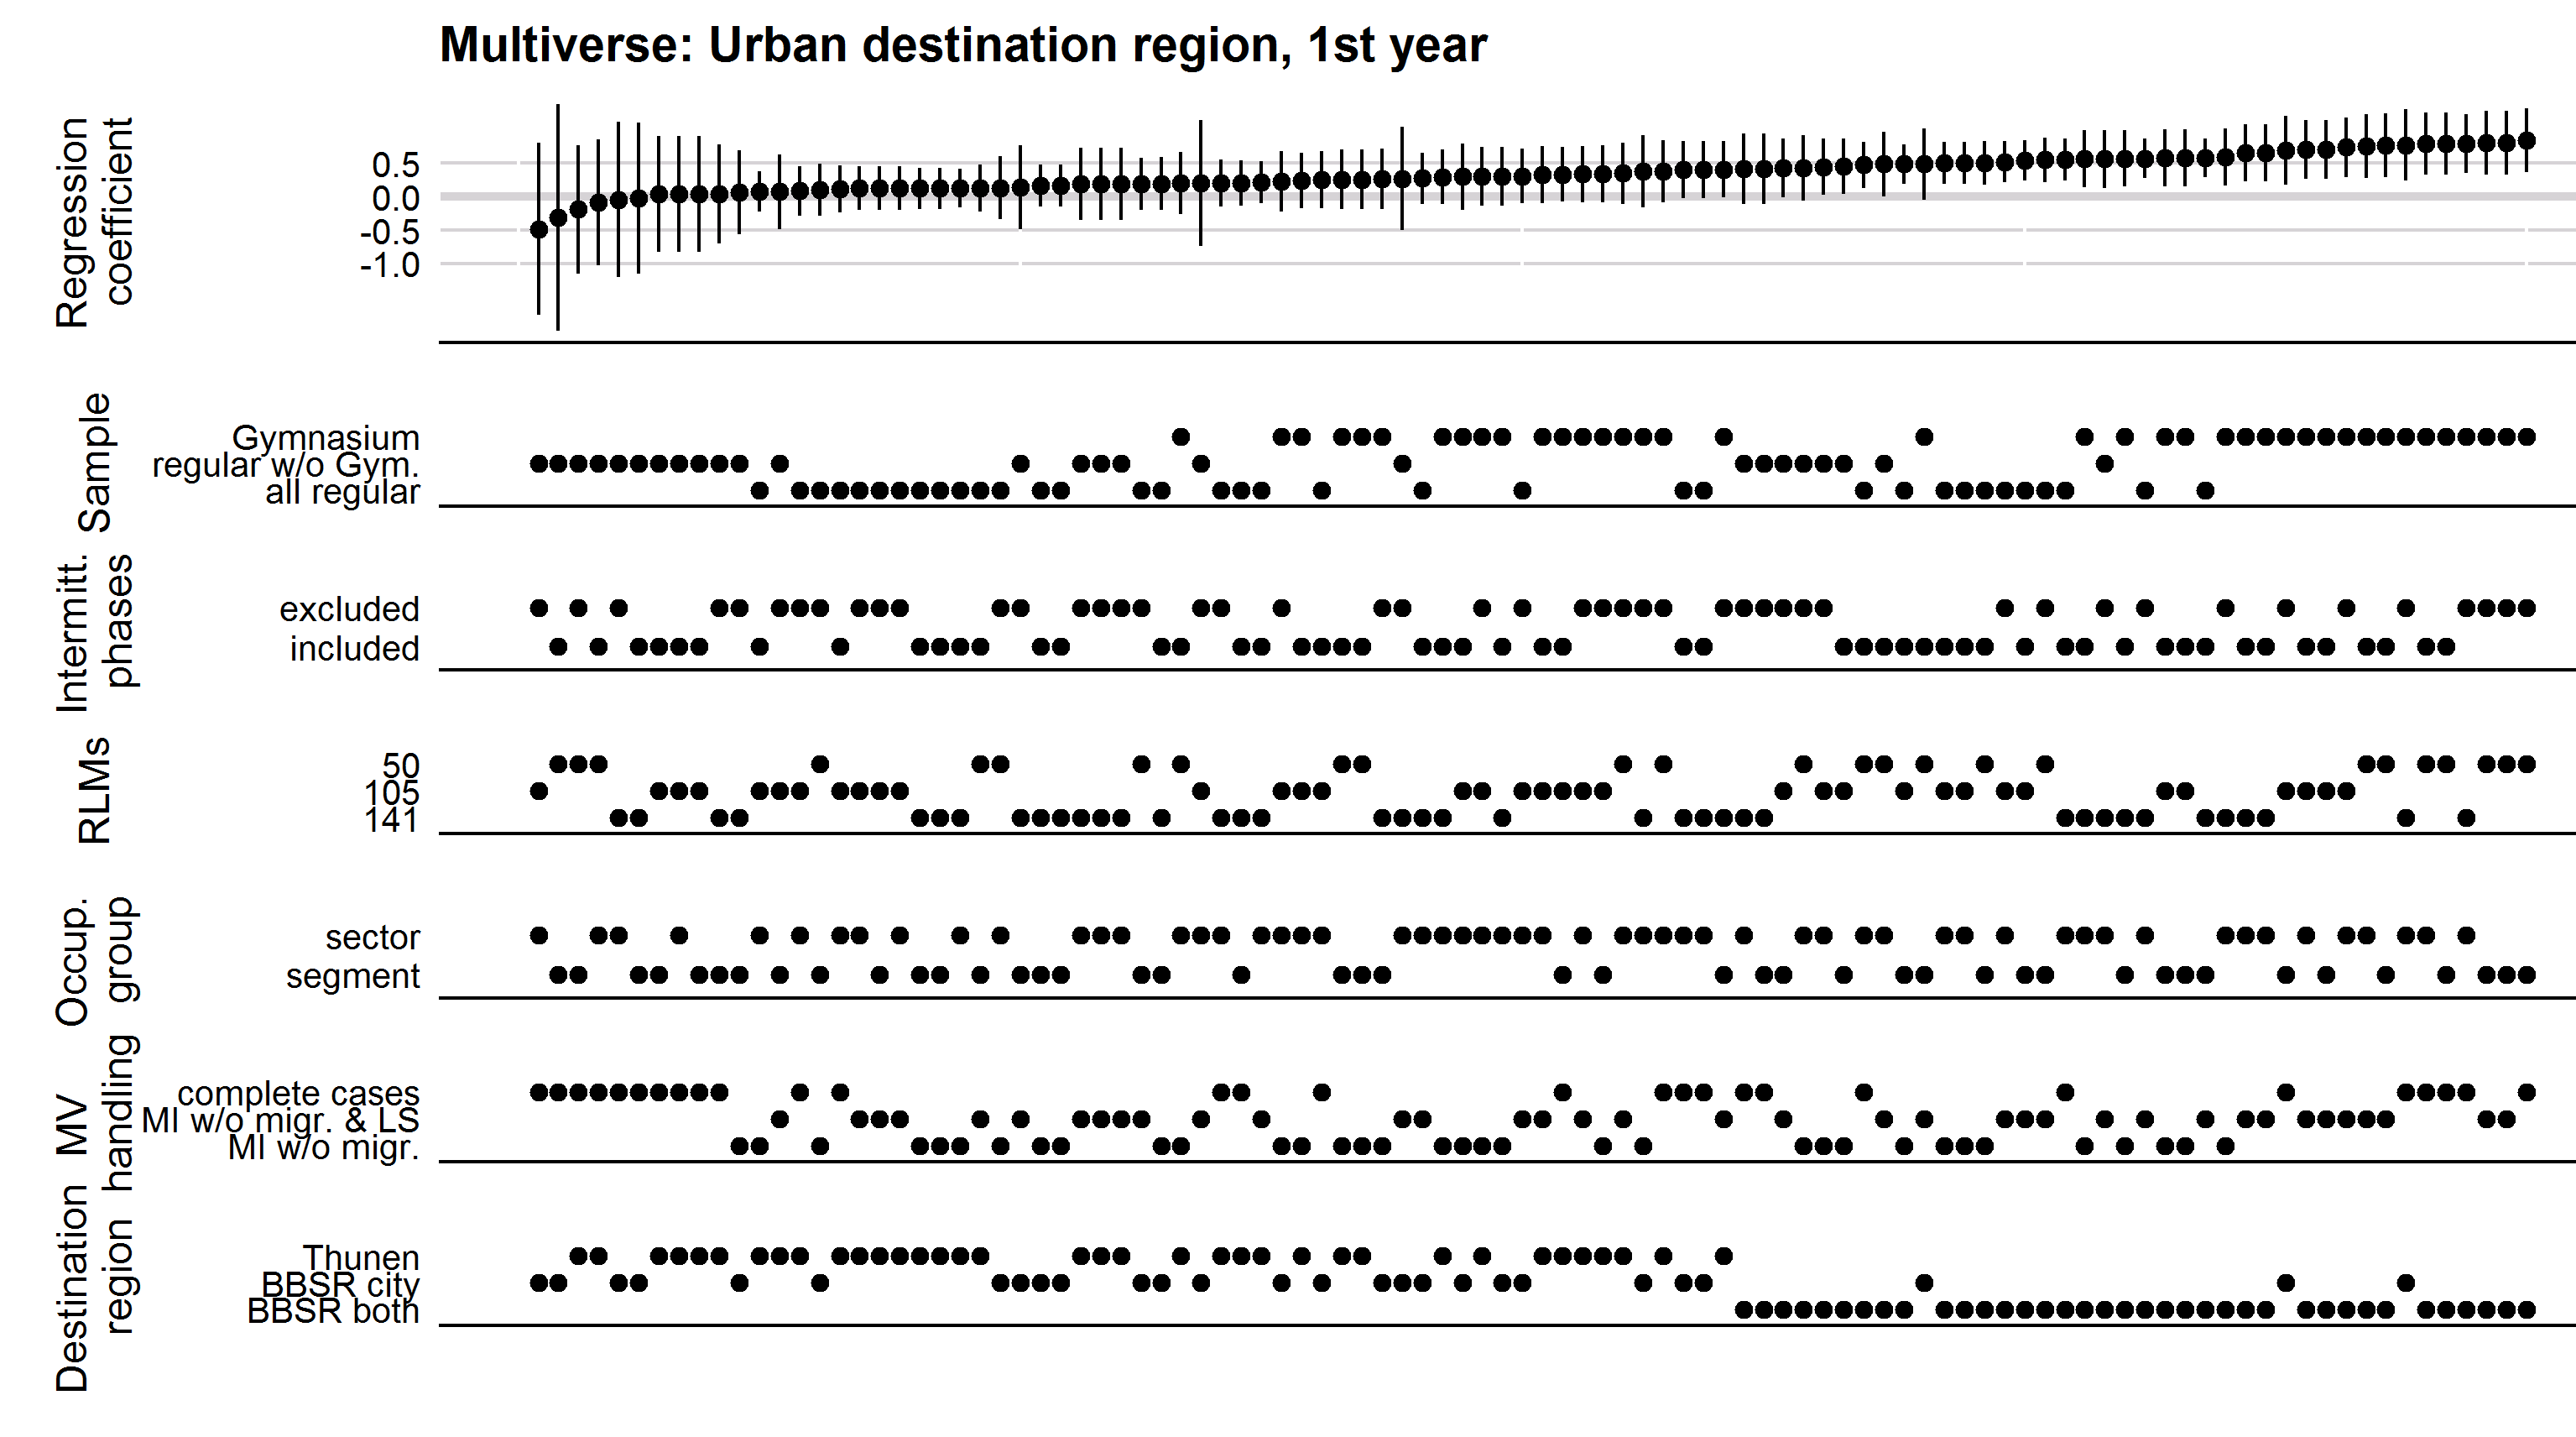 Multiverse: Urban destination region, 1st year
Regression
coefficient
0.5
0.0
-0.5
-1.0
Sample
Gymnasium
regular w/o Gym.
all regular
Intermitt.
phases
excluded
included
RLMs
50
105
141
Occup.
group
sector
segment
MV
handling
complete cases
MI w/o migr. & LS
MI w/o migr.
Destination
region
Thunen
BBSR city
BBSR both